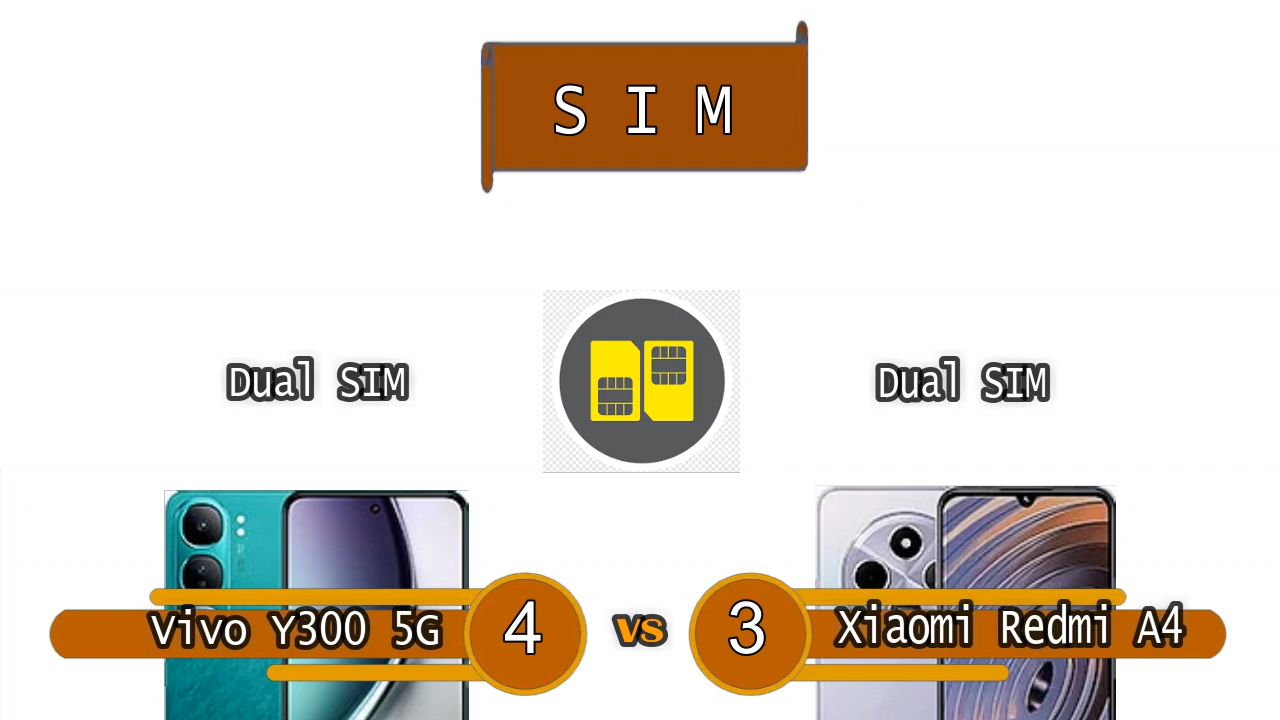 S I M
Dual SIM
Dual SIM
Vivo Y300 5G
4
vs
3
Xiaomi Redmi A4